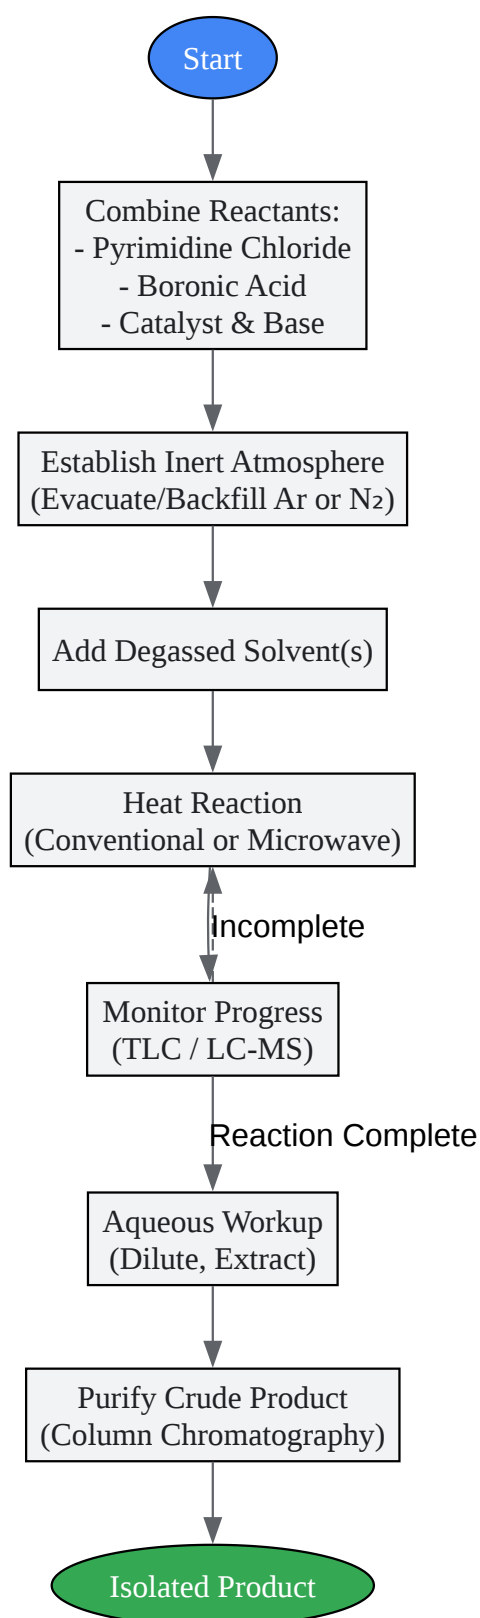 Start
Combine Reactants:
- Pyrimidine Chloride
- Boronic Acid
- Catalyst & Base
Establish Inert Atmosphere
(Evacuate/Backfill Ar or N₂)
Add Degassed Solvent(s)
Heat Reaction
(Conventional or Microwave)
Incomplete
Monitor Progress
(TLC / LC-MS)
Reaction Complete
Aqueous Workup
(Dilute, Extract)
Purify Crude Product
(Column Chromatography)
Isolated Product